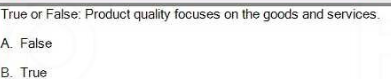 True or False: Product quality focuses on the goods and services.
A. False
B. True